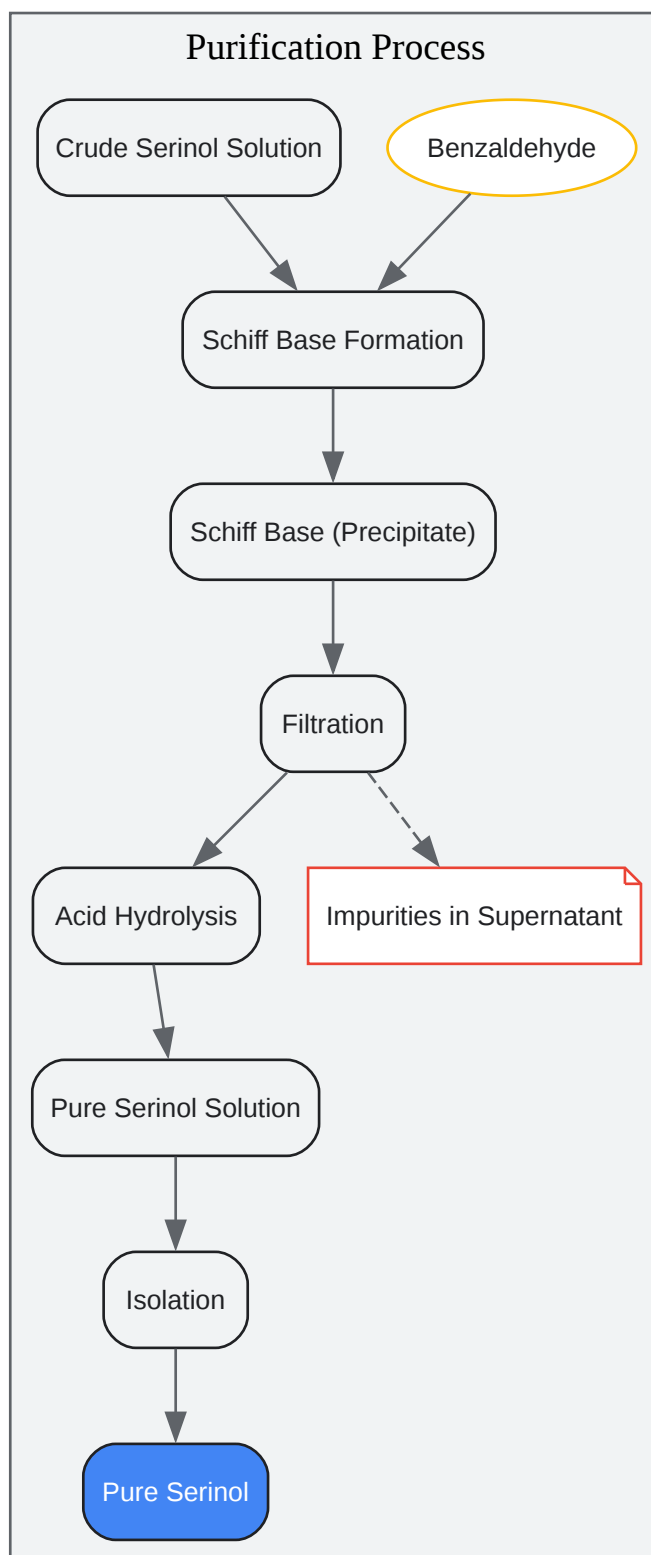 Purification Process
Crude Serinol Solution
Benzaldehyde
Schiff Base Formation
Schiff Base (Precipitate)
Filtration
Acid Hydrolysis
Impurities in Supernatant
Pure Serinol Solution
Isolation
Pure Serinol